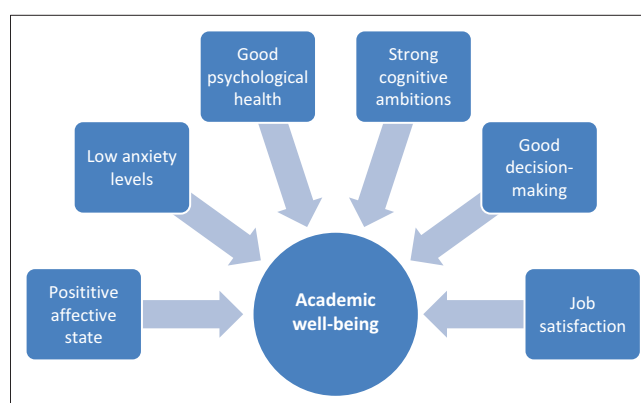 Good
psychological
health
Strong
cognitive
ambitions
Low anxiety
levels
Good
decision-
making
Posititive
affective
state
Academic
well-being
Job
satisfaction